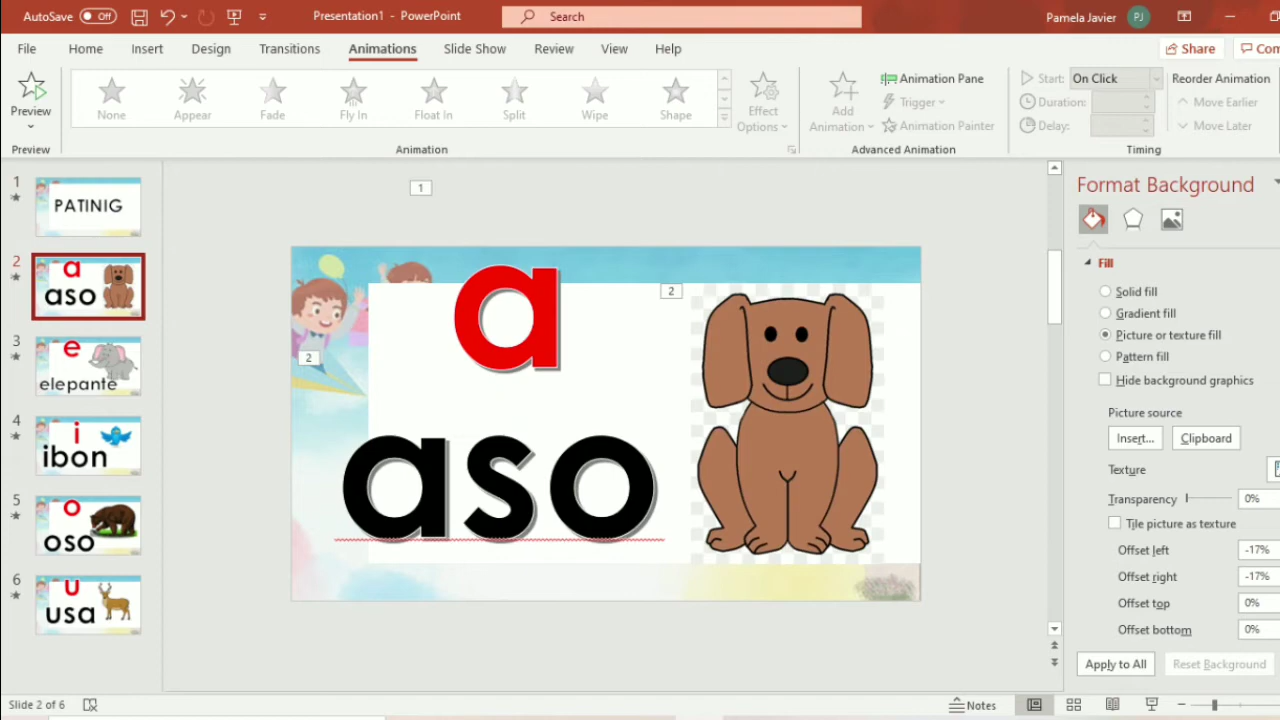 AutoSave Off Presentation1 - PowerPoint Search Pamela Javier PJ
File Home Insert Design Transitions Animations Slide Show Review View Help Share
Preview None Appear Fade Fly In Float In Split Wipe Shape Effect Options Add Animation Animation Pane Trigger Animation Painter Start: On Click Duration: Delay: Reorder Animation Move Earlier Move Later
Preview Animation Advanced Animation Timing
1
PATINIG
2
a
aso
3
e
elepante
4
i
ibon
5
o
oso
6
u
usa
1
a
2
2
aso
Format Background
Fill
Solid fill
Gradient fill
Picture or texture fill
Pattern fill
Hide background graphics
Picture source
Insert... Clipboard
Texture
Transparency 0%
Tile picture as texture
Offset left -17%
Offset right -17%
Offset top 0%
Offset bottom 0%
Apply to All Reset Background
Slide 2 of 6 Notes